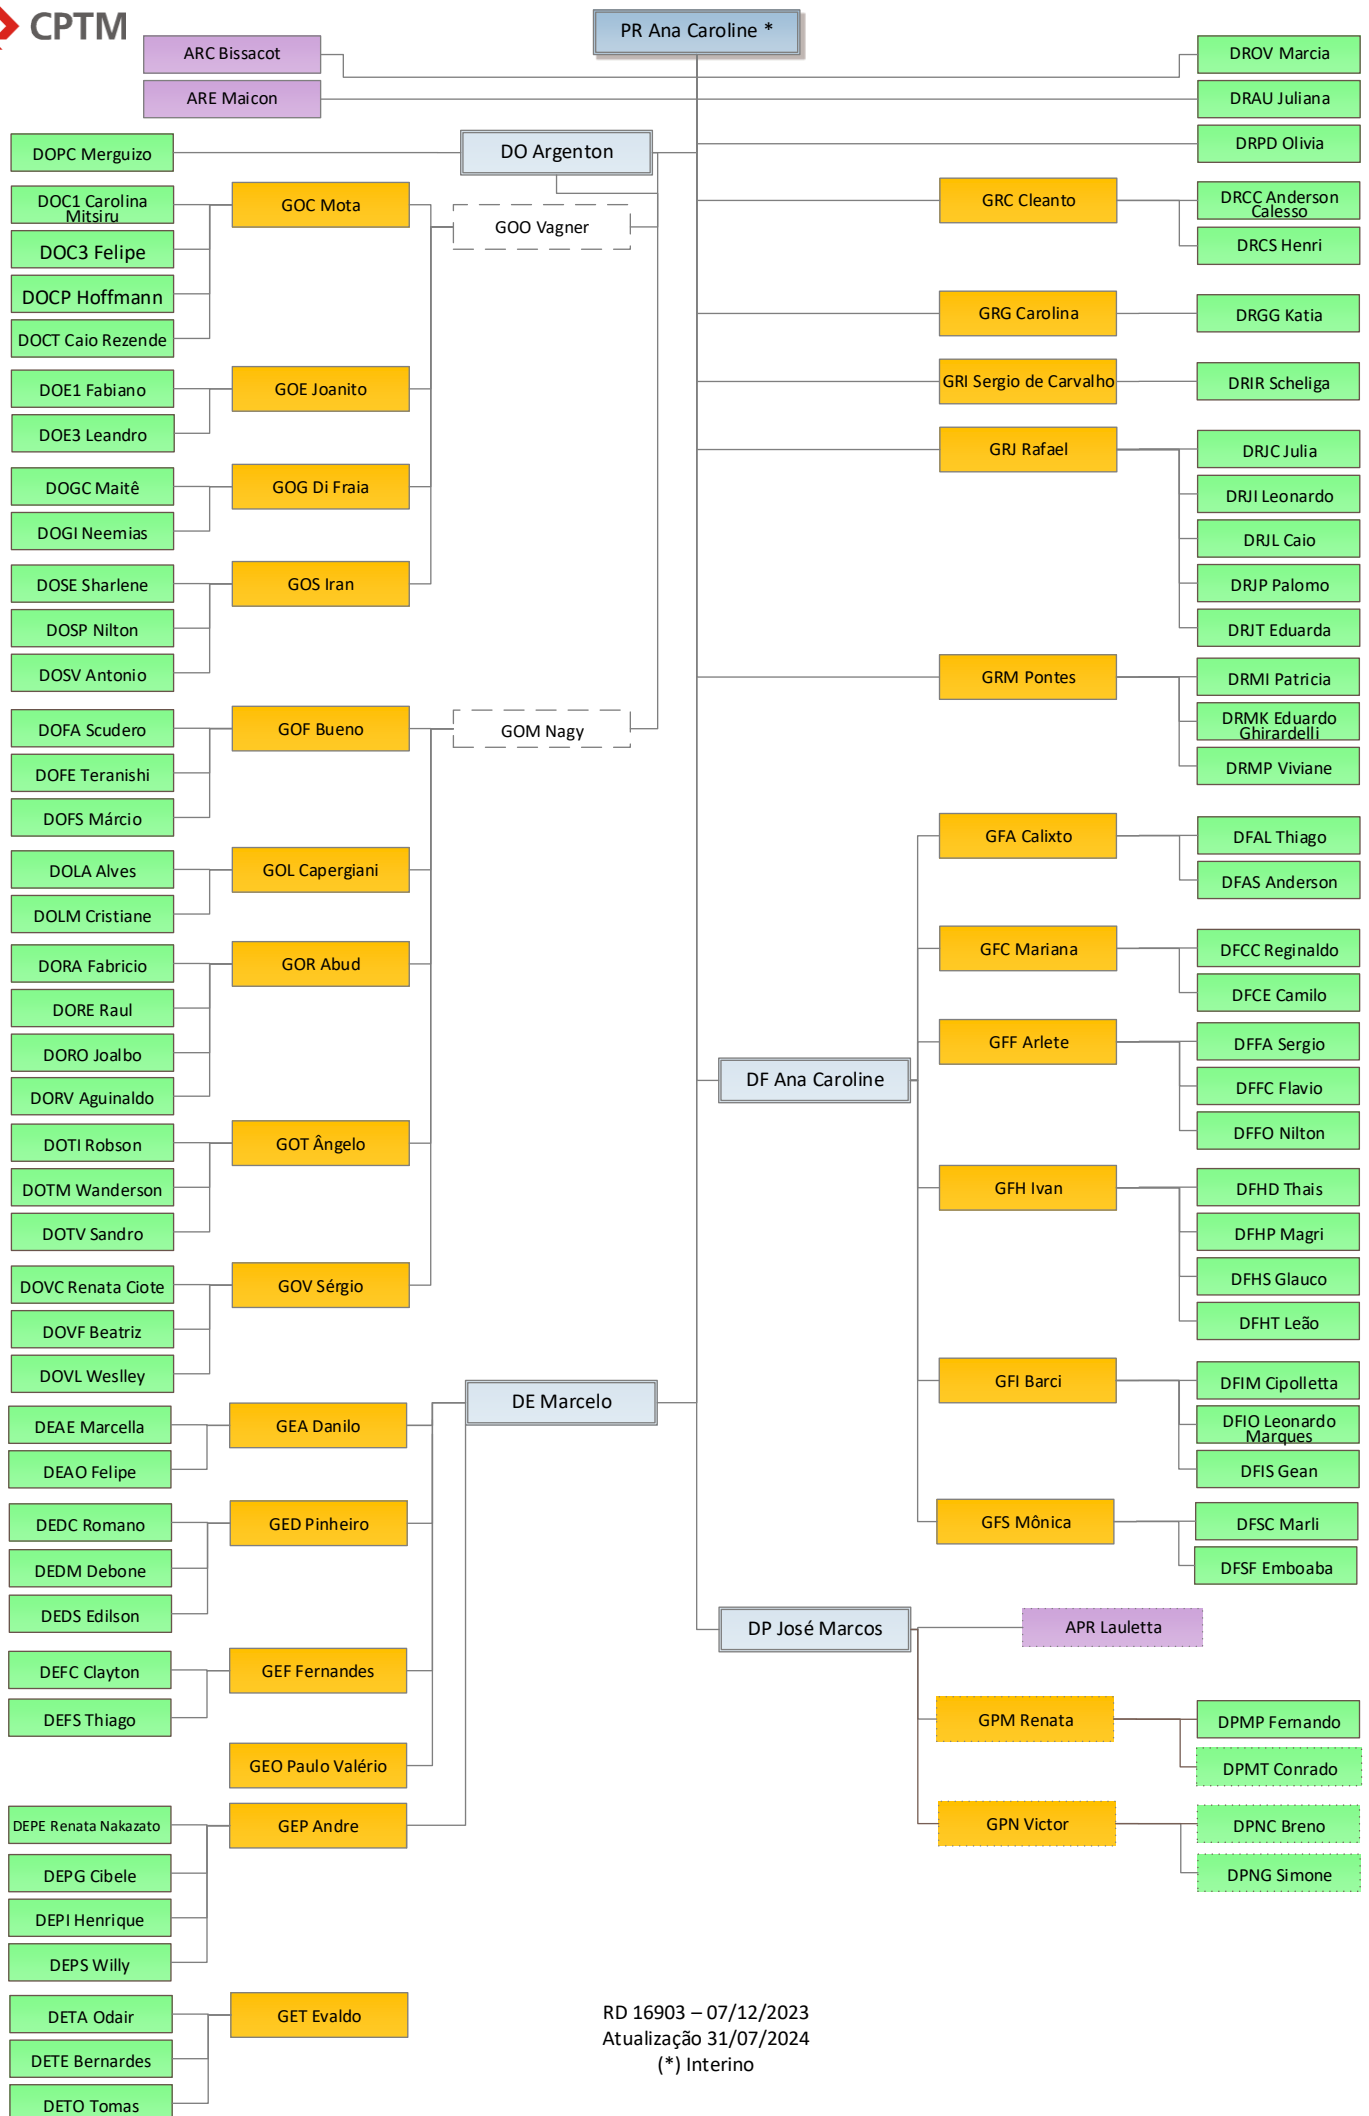 CPTM
PR Ana Caroline *
ARC Bissacot
ARE Maicon
DROV Marcia
DRAU Juliana
DRPD Olivia
DOPC Merguizo
DO Argenton
DOC1 Carolina
Mitsiru
DOC3 Felipe
DOCP Hoffmann
DOCT Caio Rezende
GOC Mota
GOO Vagner
DOE1 Fabiano
DOE3 Leandro
GOE Joanito
DOGC Maitê
DOGI Neemias
GOG Di Fraia
DOSE Sharlene
DOSP Nilton
DOSV Antonio
GOS Iran
DOFA Scudero
DOFE Teranishi
DOFS Márcio
GOF Bueno
GOM Nagy
DOLA Alves
DOLM Cristiane
GOL Capergiani
DORA Fabricio
DORE Raul
DORO Joalbo
DORV Aguinaldo
GOR Abud
DOTI Robson
DOTM Wanderson
DOTV Sandro
GOT Ângelo
DOVC Renata Ciote
DOVF Beatriz
DOVL Weslley
GOV Sérgio
DE Marcelo
DEAE Marcella
DEAO Felipe
GEA Danilo
DEDC Romano
DEDM Debone
DEDS Edilson
GED Pinheiro
DEFC Clayton
DEFS Thiago
GEF Fernandes
GEO Paulo Valério
DEPE Renata Nakazato
DEPG Cibele
DEPI Henrique
DEPS Willy
GEP Andre
DETA Odair
DETE Bernardes
DETO Tomas
GET Evaldo
GRC Cleanto
DRCC Anderson
Calesso
DRCS Henri
GRG Carolina
DRGG Katia
GRI Sergio de Carvalho
DRIR Scheliga
GRJ Rafael
DRJC Julia
DRJI Leonardo
DRJL Caio
DRJP Palomo
DRJT Eduarda
GRM Pontes
DRMI Patricia
DRMK Eduardo
Ghirardelli
DRMP Viviane
DF Ana Caroline
GFA Calixto
DFAL Thiago
DFAS Anderson
GFC Mariana
DFCC Reginaldo
DFCE Camilo
GFF Arlete
DFFA Sergio
DFFC Flavio
DFFO Nilton
GFH Ivan
DFHD Thais
DFHP Magri
DFHS Glauco
DFHT Leão
GFI Barci
DFIM Cipolletta
DFIO Leonardo
Marques
DFIS Gean
GFS Mônica
DFSC Marli
DFSF Emboaba
DP José Marcos
APR Lauletta
GPM Renata
DPMP Fernando
DPMT Conrado
GPN Victor
DPNC Breno
DPNG Simone
RD 16903 – 07/12/2023
Atualização 31/07/2024
(*) Interino